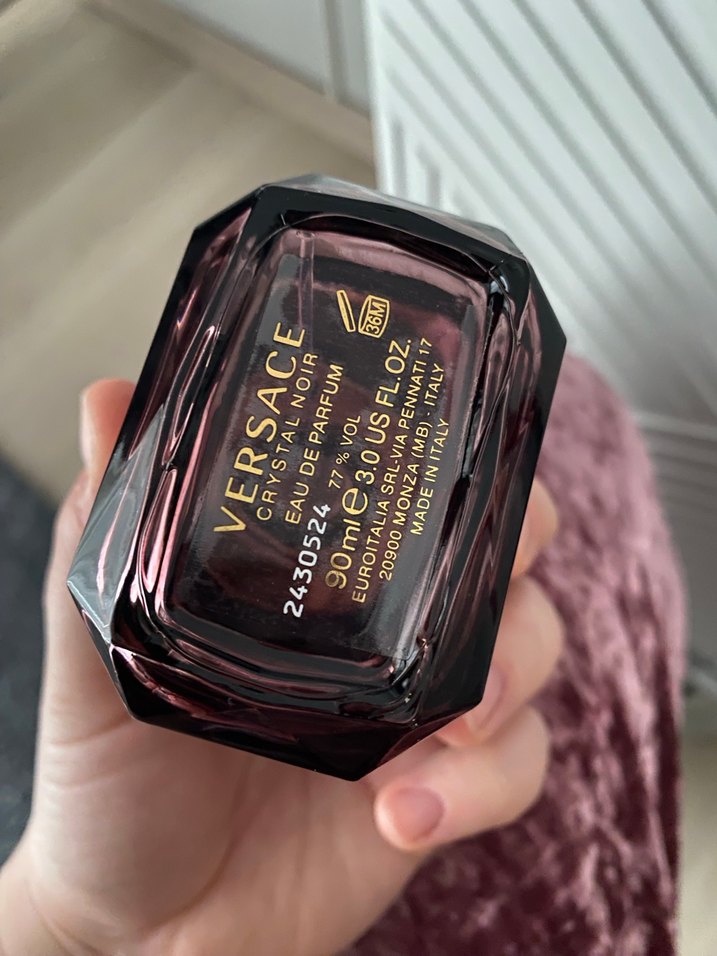 36M
VERSACE
CRYSTAL NOIR
EAU DE PARFUM
2430524 77 % VOL
90ml e 3.0 US FL.OZ.
EUROITALIA SRL-VIA PENNATI 17
20900 MONZA (MB) - ITALY
MADE IN ITALY